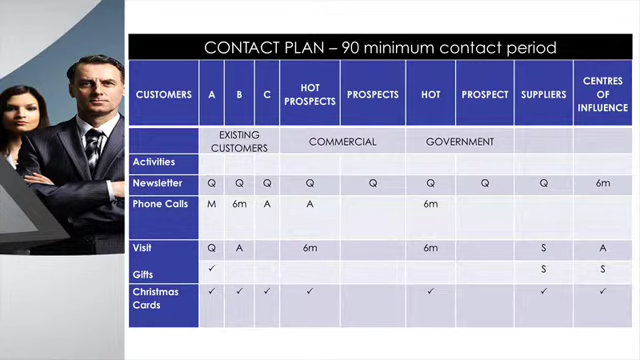 CONTACT PLAN – 90 minimum contact period
CUSTOMERS A B C HOT PROSPECTS PROSPECTS HOT PROSPECT SUPPLIERS CENTRES OF INFLUENCE
EXISTING CUSTOMERS COMMERCIAL GOVERNMENT
Activities
Newsletter Q Q Q Q Q Q Q Q 6m
Phone Calls M 6m A A 6m
Visit Q A 6m 6m S A
Gifts ✓ S S
Christmas Cards ✓ ✓ ✓ ✓ ✓ ✓ ✓